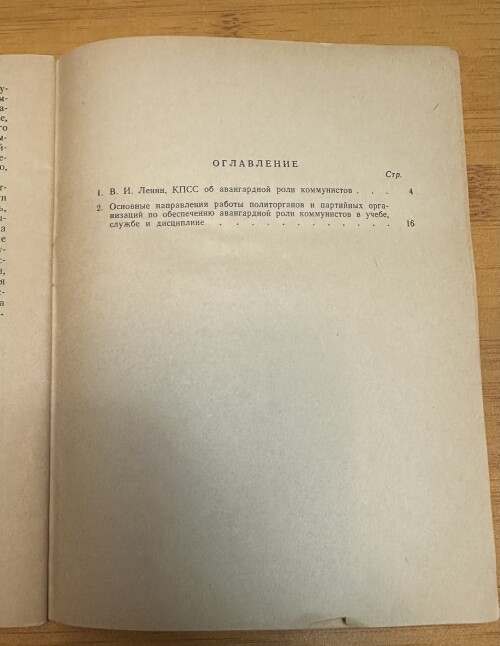 ОГЛАВЛЕНИЕ
Стр.
1. В. И. Ленин, КПСС об авангардной роли коммунистов . . . 4
2. Основные направления работы политорганов и партийных орга-
низаций по обеспечению авангардной роли коммунистов в учебе,
службе и дисциплине . . . . . . . . . . . . 16